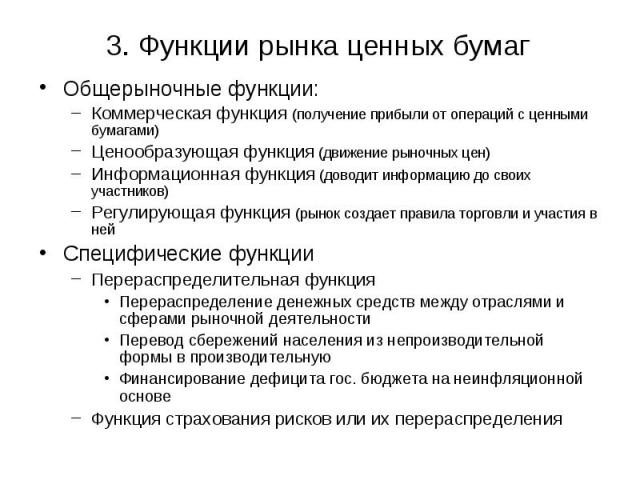 3. Функции рынка ценных бумаг
• Общерыночные функции:
– Коммерческая функция (получение прибыли от операций с ценными
бумагами)
– Ценообразующая функция (движение рыночных цен)
– Информационная функция (доводит информацию до своих
участников)
– Регулирующая функция (рынок создает правила торговли и участия в
ней
• Специфические функции
– Перераспределительная функция
• Перераспределение денежных средств между отраслями и
сферами рыночной деятельности
• Перевод сбережений населения из непроизводительной
формы в производительную
• Финансирование дефицита гос. бюджета на неинфляционной
основе
– Функция страхования рисков или их перераспределения